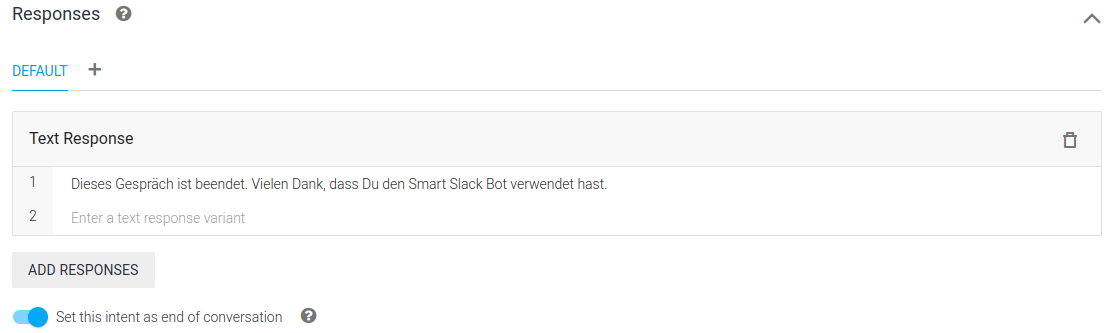 Responses ?
DEFAULT +
Text Response
1 Dieses Gespräch ist beendet. Vielen Dank, dass Du den Smart Slack Bot verwendet hast.
2 Enter a text response variant
ADD RESPONSES
Set this intent as end of conversation ?